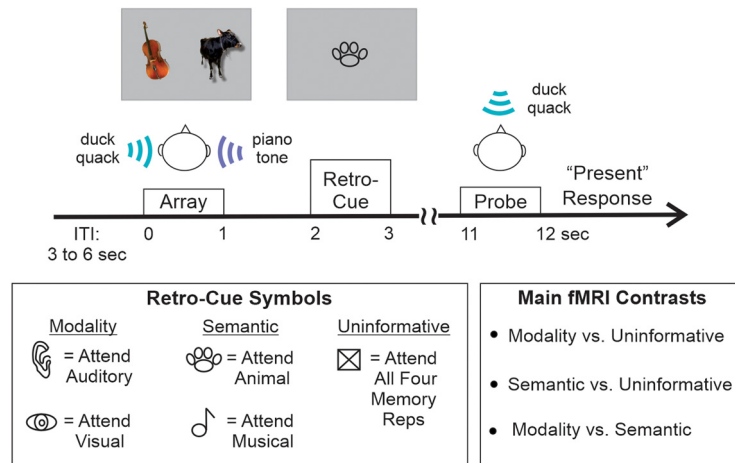 duck
quack
piano
tone
duck
quack
Array
Retro-
Cue
Probe
“Present”
Response
ITI:
3 to 6 sec
0
1
2
3
11
12 sec
Retro-Cue Symbols
Modality
= Attend
Auditory
= Attend
Visual
Semantic
= Attend
Animal
= Attend
Musical
Uninformative
= Attend
All Four
Memory
Reps
Main fMRI Contrasts
• Modality vs. Uninformative
• Semantic vs. Uninformative
• Modality vs. Semantic